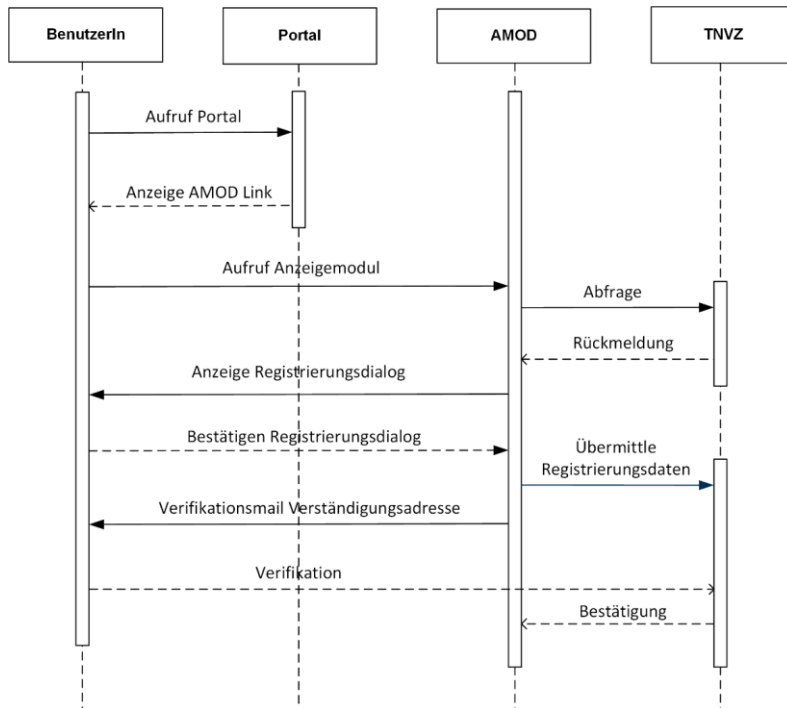 BenutzerIn
Portal
AMOD
TNVZ
Aufruf Portal
Anzeige AMOD Link
Aufruf Anzeigemodul
Abfrage
Rückmeldung
Anzeige Registrierungsdialog
Bestätigen Registrierungsdialog
Übermittle
Registrierungsdaten
Verifikationsmail Verständigungsadresse
Verifikation
Bestätigung